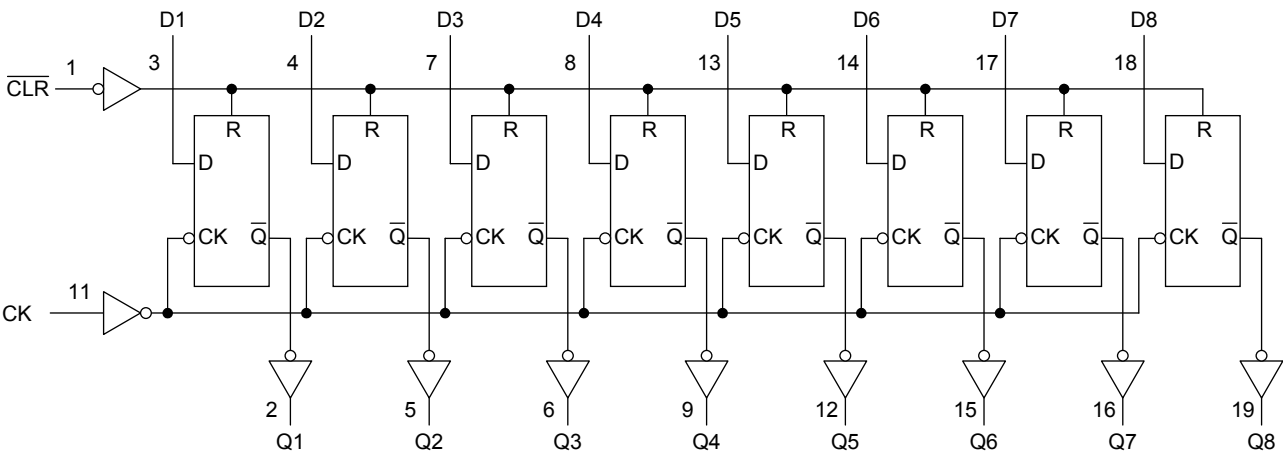 D1 D2 D3 D4 D5 D6 D7 D8
1 3 4 7 8 13 14 17 18
C̅L̅R̅
R R R R R R R R
D D D D D D D D
CK Q̅ CK Q̅ CK Q̅ CK Q̅ CK Q̅ CK Q̅ CK Q̅ CK Q̅
11
CK
2 5 6 9 12 15 16 19
Q1 Q2 Q3 Q4 Q5 Q6 Q7 Q8